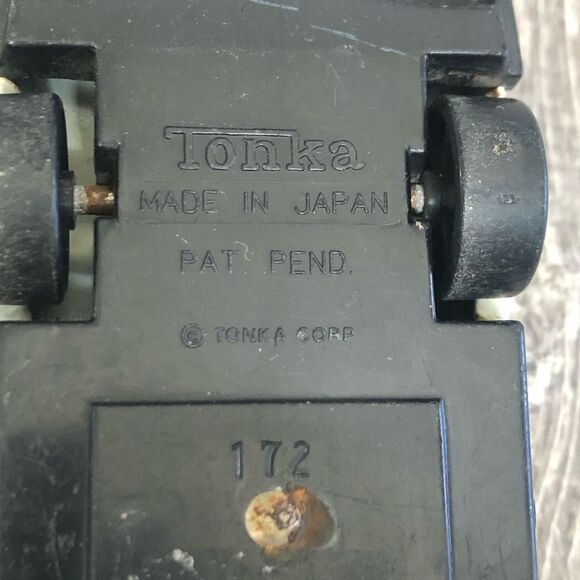 Tonka
MADE IN JAPAN
PAT PEND.
© TONKA CORP
172